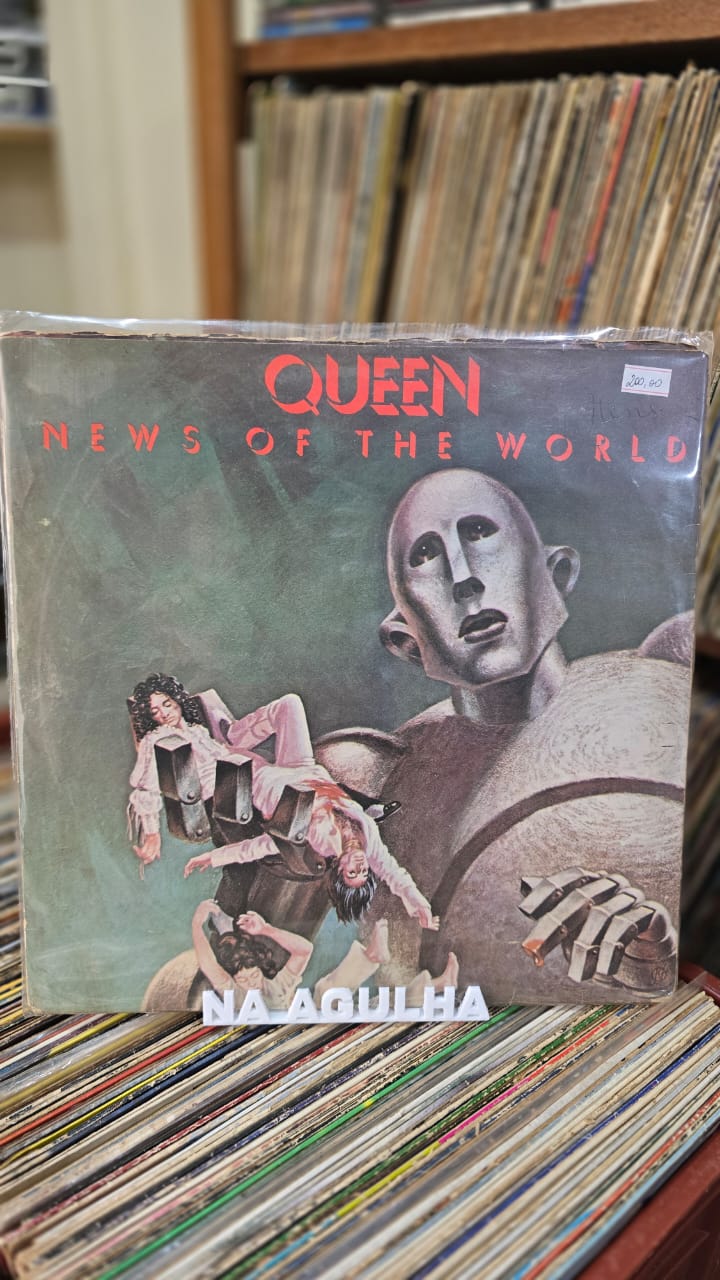 QUEEN
200,00
NEWS OF THE WORLD
NA AGULHA